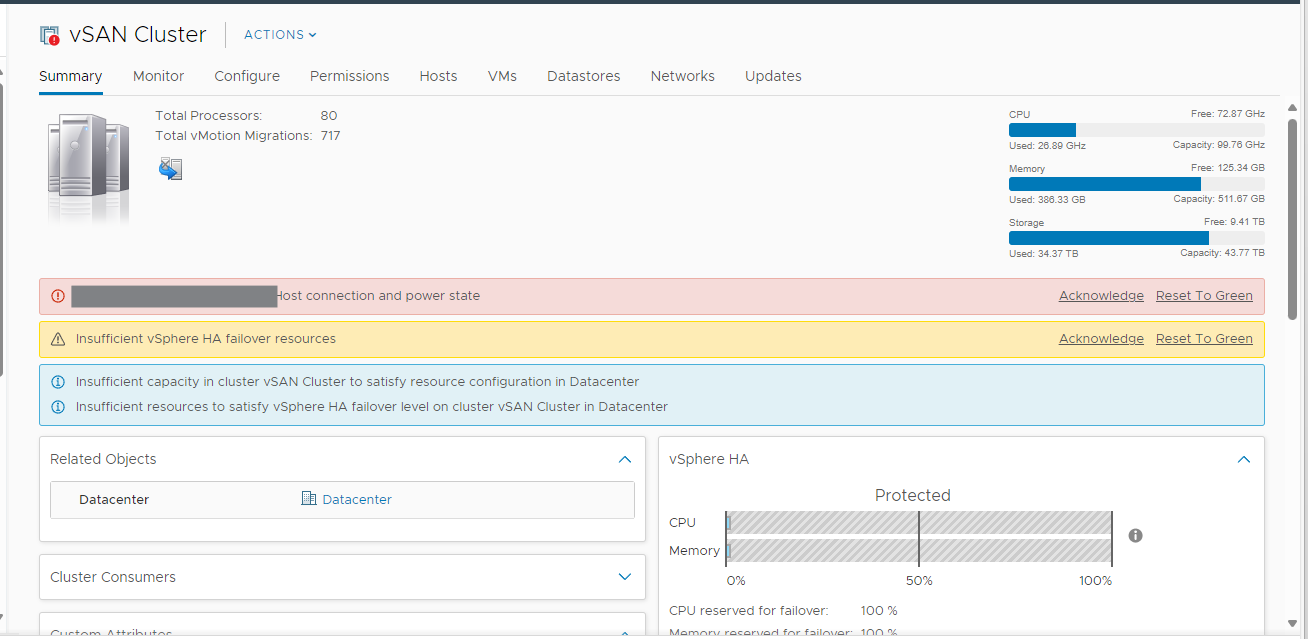 vSAN Cluster ACTIONS
Summary Monitor Configure Permissions Hosts VMs Datastores Networks Updates
Total Processors: 80
Total vMotion Migrations: 717
CPU Free: 72.87 GHz
Used: 26.89 GHz Capacity: 99.76 GHz
Memory Free: 125.34 GB
Used: 386.33 GB Capacity: 511.67 GB
Storage Free: 9.41 TB
Used: 34.37 TB Capacity: 43.77 TB
Host connection and power state Acknowledge Reset To Green
Insufficient vSphere HA failover resources Acknowledge Reset To Green
Insufficient capacity in cluster vSAN Cluster to satisfy resource configuration in Datacenter
Insufficient resources to satisfy vSphere HA failover level on cluster vSAN Cluster in Datacenter
Related Objects
Datacenter Datacenter
Cluster Consumers
Custom Attributes
vSphere HA
Protected
CPU
Memory
0% 50% 100%
CPU reserved for failover: 100 %
Memory reserved for failover: 100 %